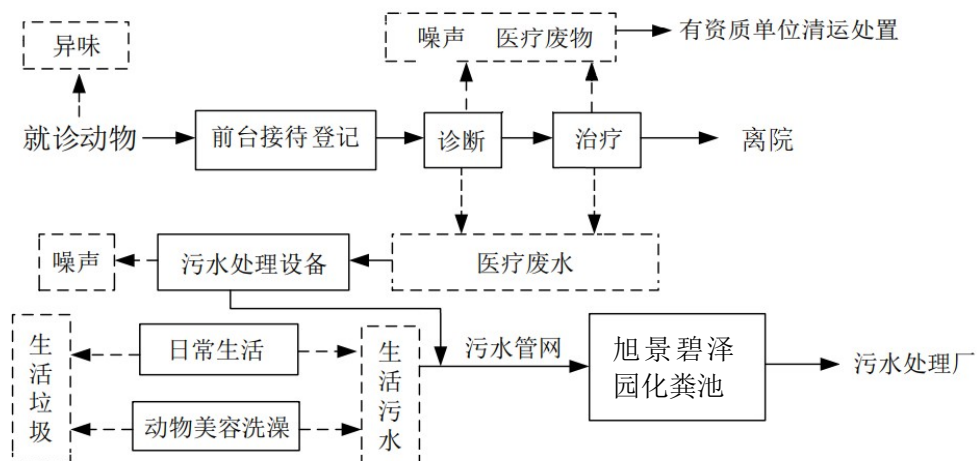 异味
噪声 医疗废物
有资质单位清运处置
就诊动物
前台接待登记
诊断
治疗
离院
噪声
污水处理设备
医疗废水
生活垃圾
日常生活
动物美容洗澡
生活污水
污水管网
旭景碧泽
园化粪池
污水处理厂